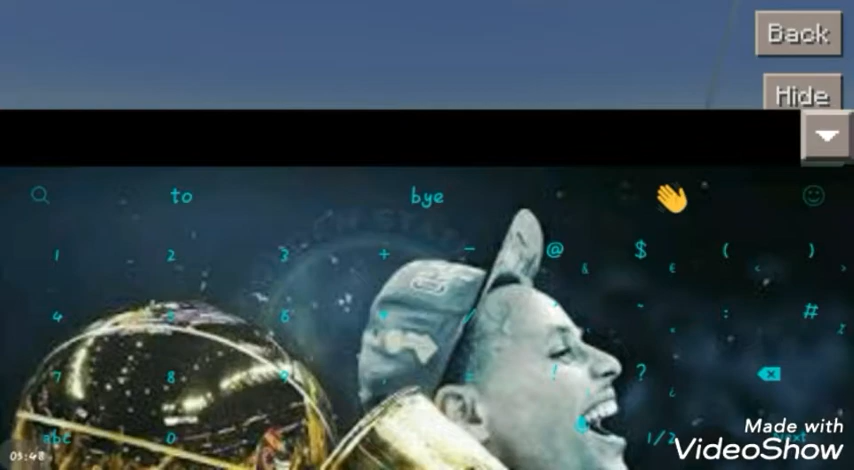 Back
Hide
to bye 👋
1 2 3 + - @ $ ( )
& € ‹ ›
4 5 6 * / ' ~ : #
7 8 9 , = ! ?
¿
abc 0 1/2 next
03:48
Made with
VideoShow